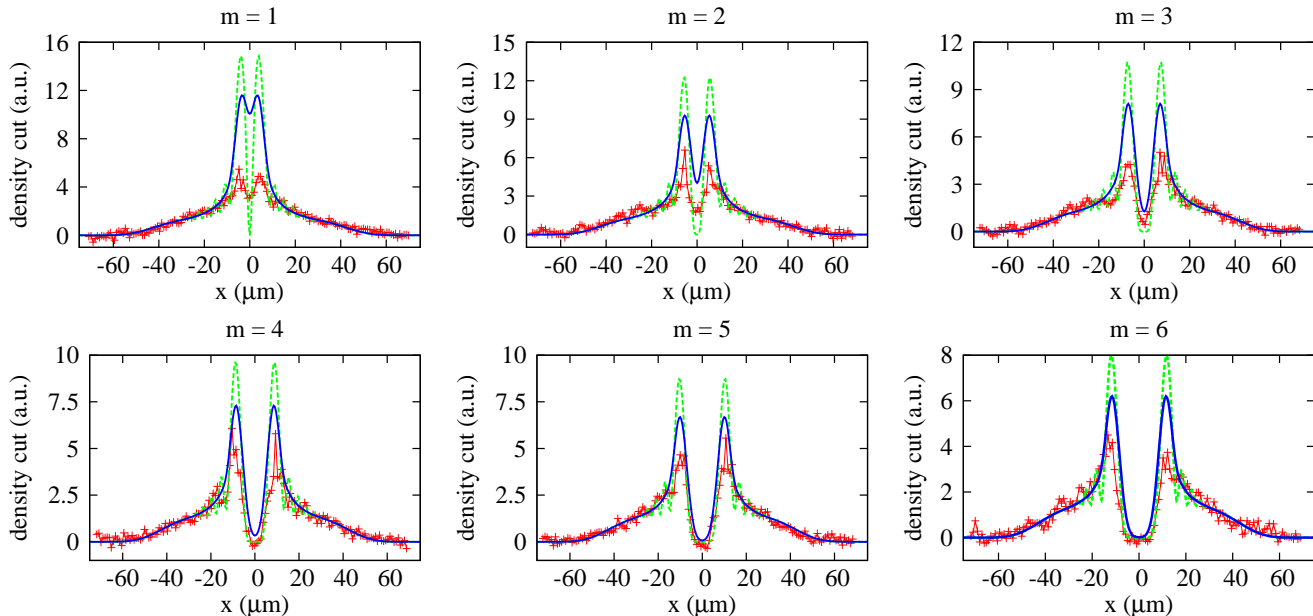 m = 1
density cut (a.u.)
16
12
8
4
0
-60 -40 -20 0 20 40 60
x (μm)
m = 2
density cut (a.u.)
15
12
9
6
3
0
-60 -40 -20 0 20 40 60
x (μm)
m = 3
density cut (a.u.)
12
9
6
3
0
-60 -40 -20 0 20 40 60
x (μm)
m = 4
density cut (a.u.)
10
7.5
5
2.5
0
-60 -40 -20 0 20 40 60
x (μm)
m = 5
density cut (a.u.)
10
7.5
5
2.5
0
-60 -40 -20 0 20 40 60
x (μm)
m = 6
density cut (a.u.)
8
6
4
2
0
-60 -40 -20 0 20 40 60
x (μm)